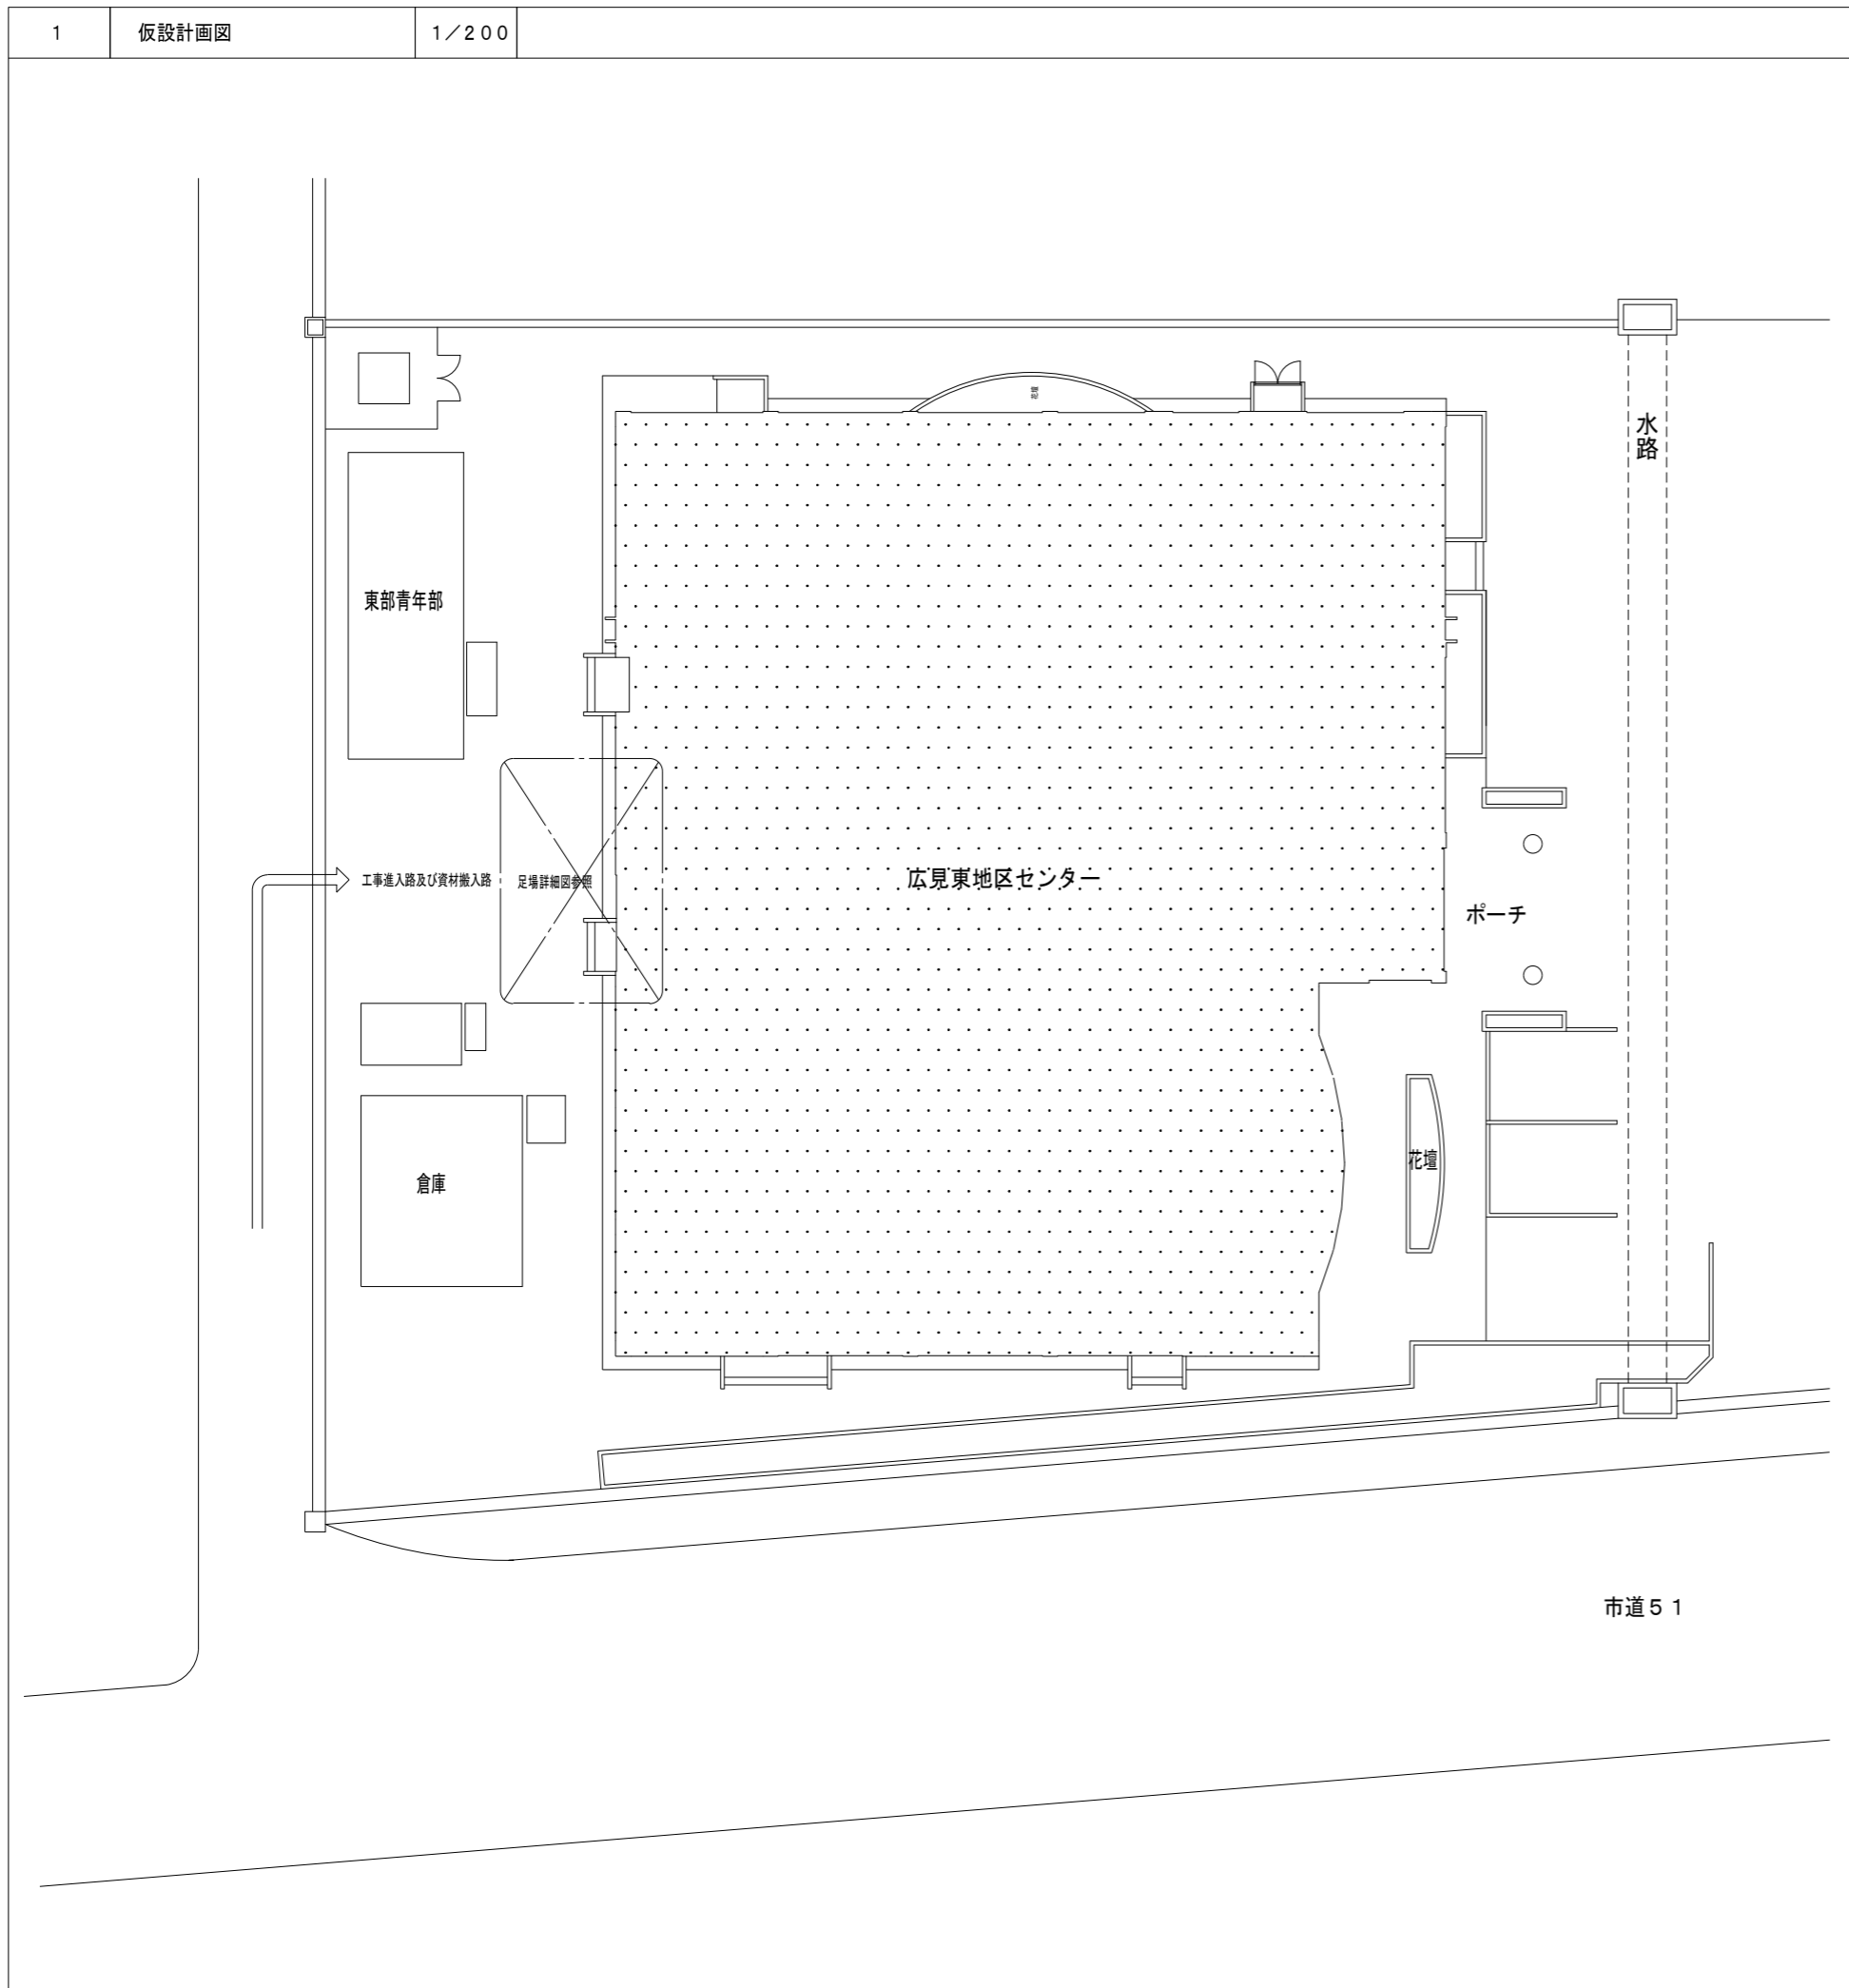 1
仮設計画図
1/200
花壇
水路
東部青年部
工事進入路及び資材搬入路
足場詳細図参照
広見東地区センター
ポーチ
花壇
倉庫
市道51